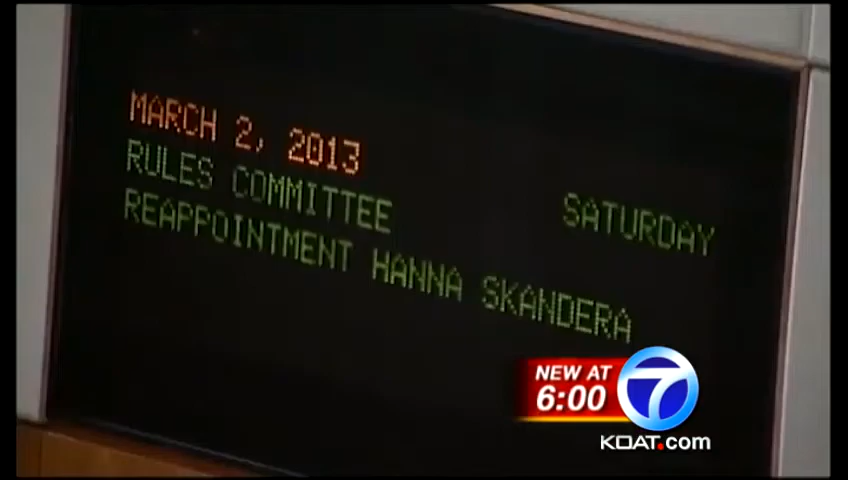 MARCH 2, 2013
RULES COMMITTEE SATURDAY
REAPPOINTMENT HANNA SKANDERA
NEW AT
6:00
7
KOAT.com